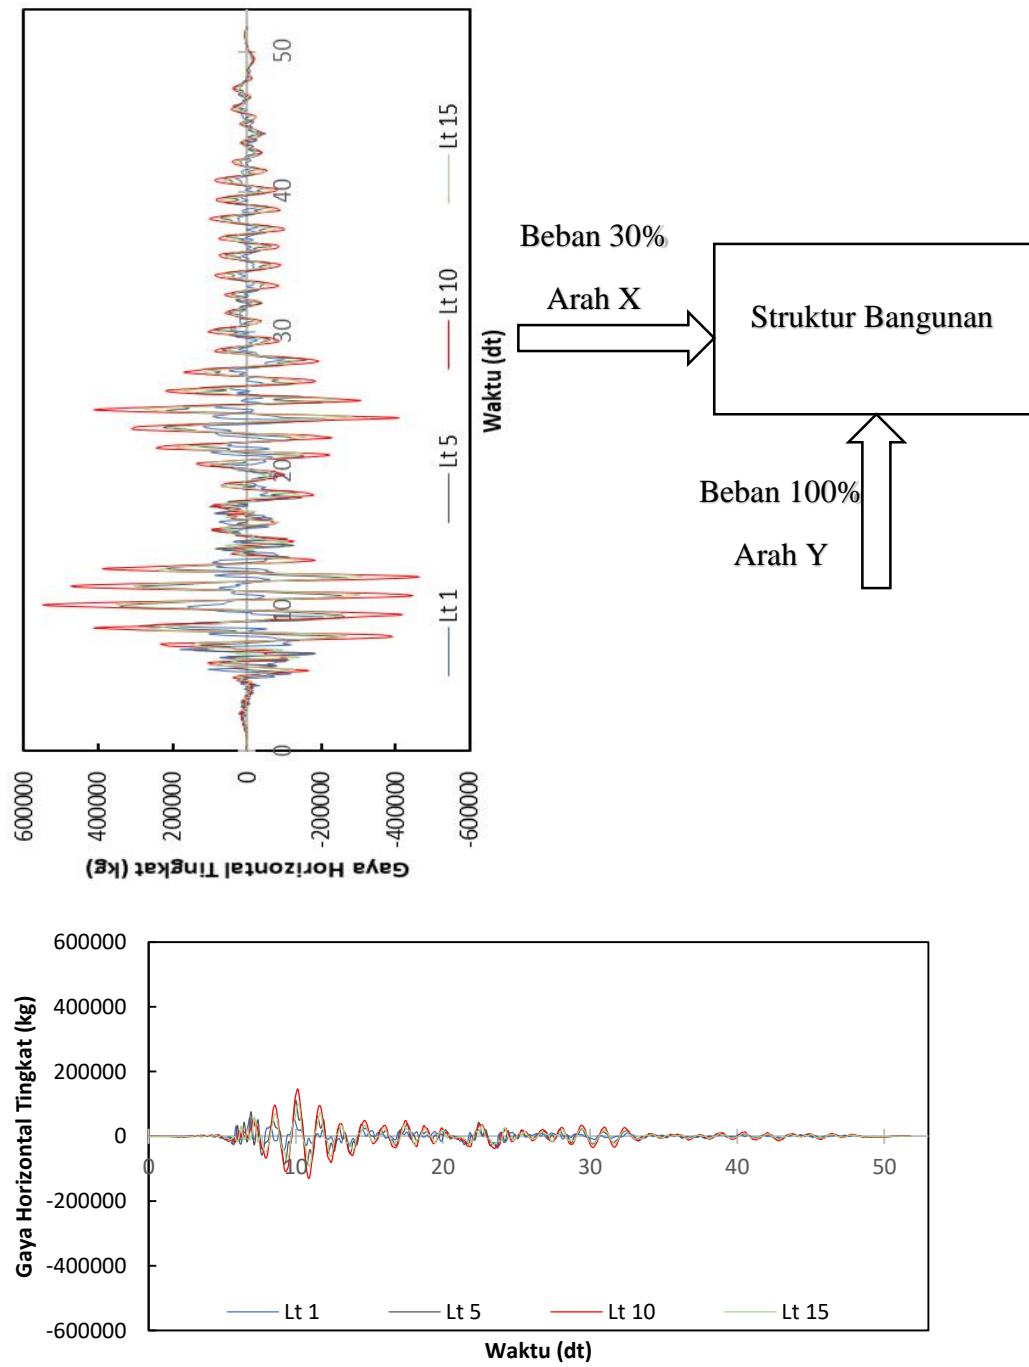 600000
400000
200000
0
-200000
-400000
-600000
Gaya Horizontal Tingkat (kg)
0
10
20
30
40
50
Waktu (dt)
Lt 1
Lt 5
Lt 10
Lt 15
Beban 30%
Arah X
Struktur Bangunan
Beban 100%
Arah Y
600000
400000
200000
0
-200000
-400000
-600000
Gaya Horizontal Tingkat (kg)
0
10
20
30
40
50
Lt 1
Lt 5
Lt 10
Lt 15
Waktu (dt)